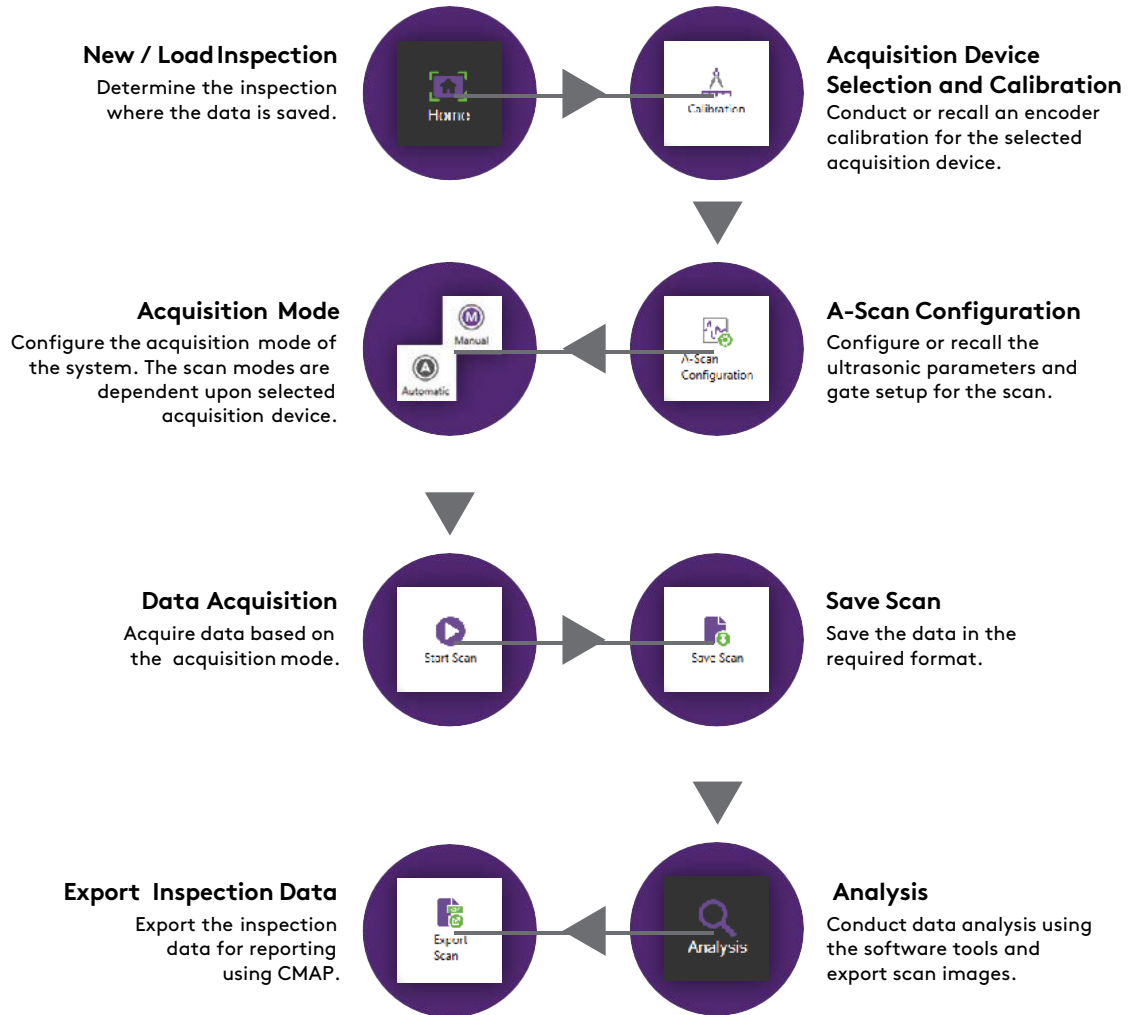 New / Load Inspection
Determine the inspection
where the data is saved.
Home
Calibration
Acquisition Device
Selection and Calibration
Conduct or recall an encoder
calibration for the selected
acquisition device.
Acquisition Mode
Configure the acquisition mode of
the system. The scan modes are
dependent upon selected
acquisition device.
M
Manual
A
Automatic
A-Scan
Configuration
A-Scan Configuration
Configure or recall the
ultrasonic parameters and
gate setup for the scan.
Data Acquisition
Acquire data based on
the acquisition mode.
Start Scan
Save Scan
Save Scan
Save the data in the
required format.
Export Inspection Data
Export the inspection
data for reporting
using CMAP.
Export
Scan
Analysis
Analysis
Conduct data analysis using
the software tools and
export scan images.